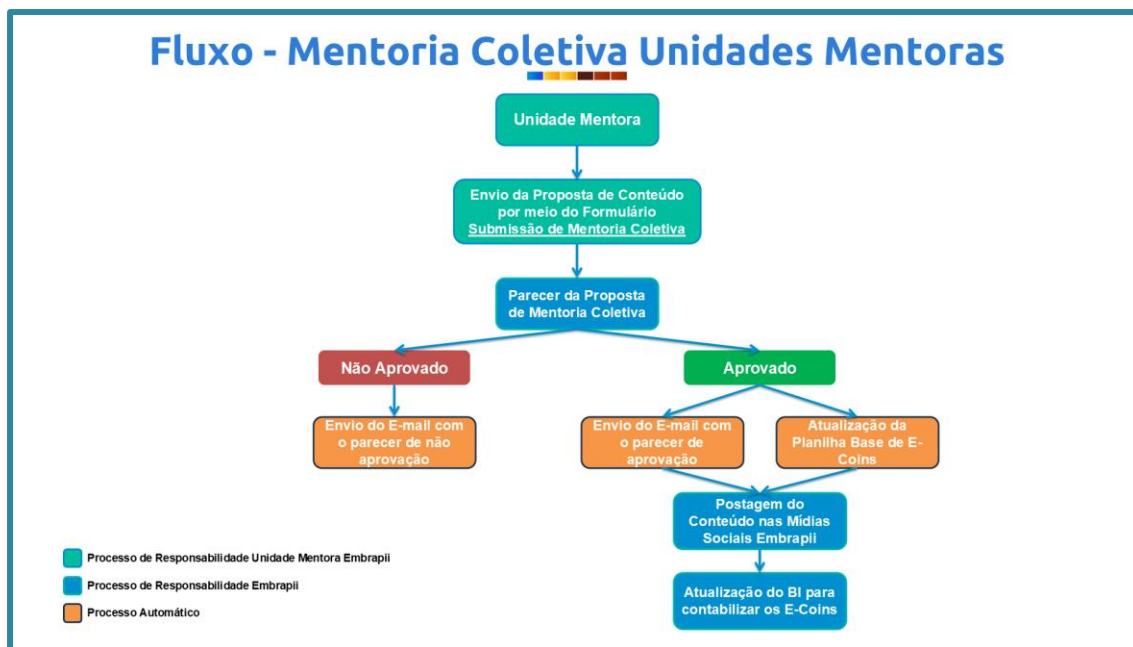 Fluxo - Mentoria Coletiva Unidades Mentoras
Unidade Mentora
Envio da Proposta de Conteúdo
por meio do Formulário
Submissão de Mentoria Coletiva
Parecer da Proposta
de Mentoria Coletiva
Não Aprovado
Aprovado
Envio do E-mail com
o parecer de não
aprovação
Envio do E-mail com
o parecer de
aprovação
Atualização da
Planilha Base de E-
Coins
Postagem do
Conteúdo nas Mídias
Sociais Embrapii
Atualização do BI para
contabilizar os E-Coins
Processo de Responsabilidade Unidade Mentora Embrapii
Processo de Responsabilidade Embrapii
Processo Automático